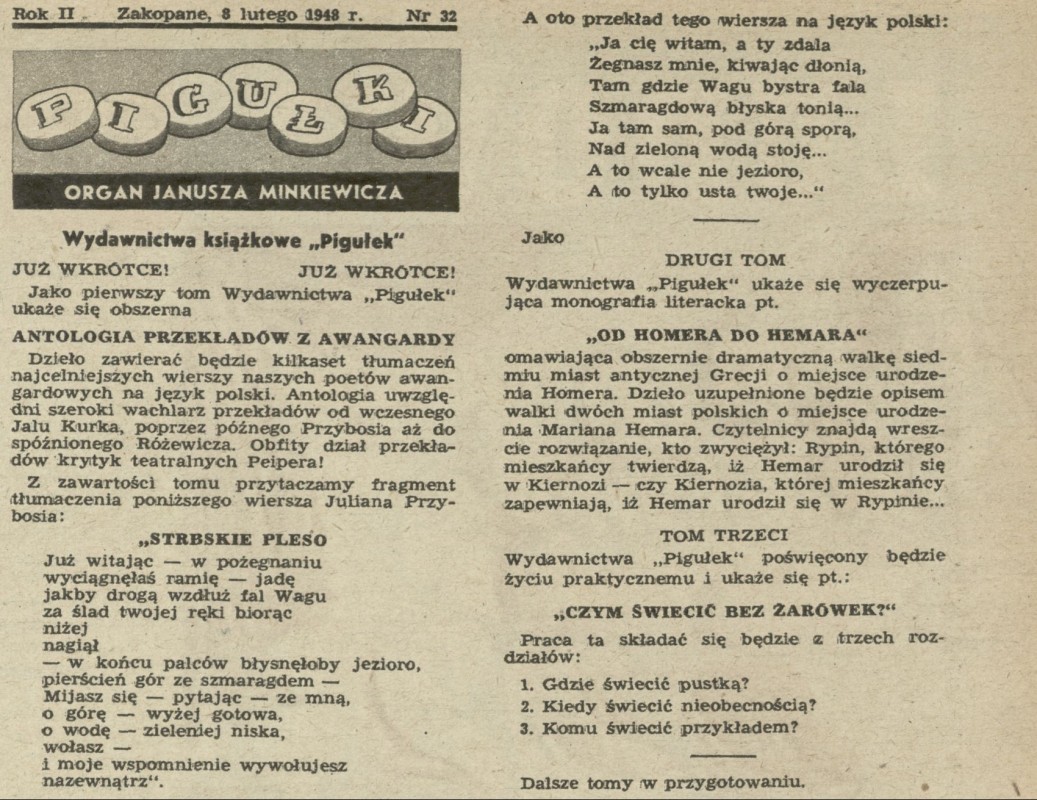 Rok II Zakopane, 8 lutego 1948 r. Nr 32
PIGUŁKI
ORGAN JANUSZA MINKIEWICZA
Wydawnictwa książkowe „Pigułek“
JUŻ WKRÓTCE! JUŻ WKRÓTCE!
Jako pierwszy tom Wydawnictwa „Pigułek“
ukaże się obszerna
ANTOLOGIA PRZEKŁADÓW Z AWANGARDY
Dzieło zawierać będzie kilkaset tłumaczeń
najcelniejszych wierszy naszych poetów awan-
gardowych na język polski. Antologia uwzglę-
dni szeroki wachlarz przekładów od wczesnego
Jalu Kurka, poprzez późnego Przybosia aż do
spóźnionego Różewicza. Obfity dział przekła-
dów krytyk teatralnych Peipera!
Z zawartości tomu przytaczamy fragment
tłumaczenia poniższego wiersza Juliana Przy-
bosia:
„STRBSKIE PLESO
Już witając — w pożegnaniu
wyciągnęłaś ramię — jadę
jakby drogą wzdłuż fal Wagu
za ślad twojej ręki biorąc
niżej
nagiął
— w końcu palców błysnęłoby jezioro,
pierścień gór ze szmaragdem —
Mijasz się — pytając — ze mną,
o górę — wyżej gotowa,
o wodę — zieleniej niska,
wołasz —
i moje wspomnienie wywołujesz
nazewnątrz“.
A oto przekład tego wiersza na język polski:
„Ja cię witam, a ty zdala
Żegnasz mnie, kiwając dłonią,
Tam gdzie Wagu bystra fala
Szmaragdową błyska tonią...
Ja tam sam, pod górą sporą,
Nad zieloną wodą stoję...
A to wcale nie jezioro,
A to tylko usta twoje...“
Jako
DRUGI TOM
Wydawnictwa „Pigułek“ ukaże się wyczerpu-
jąca monografia literacka pt.
„OD HOMERA DO HEMARA“
omawiająca obszernie dramatyczną walkę sied-
miu miast antycznej Grecji o miejsce urodze-
nia Homera. Dzieło uzupełnione będzie opisem
walki dwóch miast polskich o miejsce urodze-
nia Mariana Hemara. Czytelnicy znajdą wresz-
cie rozwiązanie, kto zwyciężył: Rypin, którego
mieszkańcy twierdzą, iż Hemar urodził się
w Kiernozi — czy Kiernozia, której mieszkańcy
zapewniają, iż Hemar urodził się w Rypinie...
TOM TRZECI
Wydawnictwa „Pigułek“ poświęcony będzie
życiu praktycznemu i ukaże się pt.:
„CZYM ŚWIECIĆ BEZ ŻARÓWEK?“
Praca ta składać się będzie z trzech roz-
działów:
1. Gdzie świecić pustką?
2. Kiedy świecić nieobecnością?
3. Komu świecić przykładem?
Dalsze tomy w przygotowaniu.